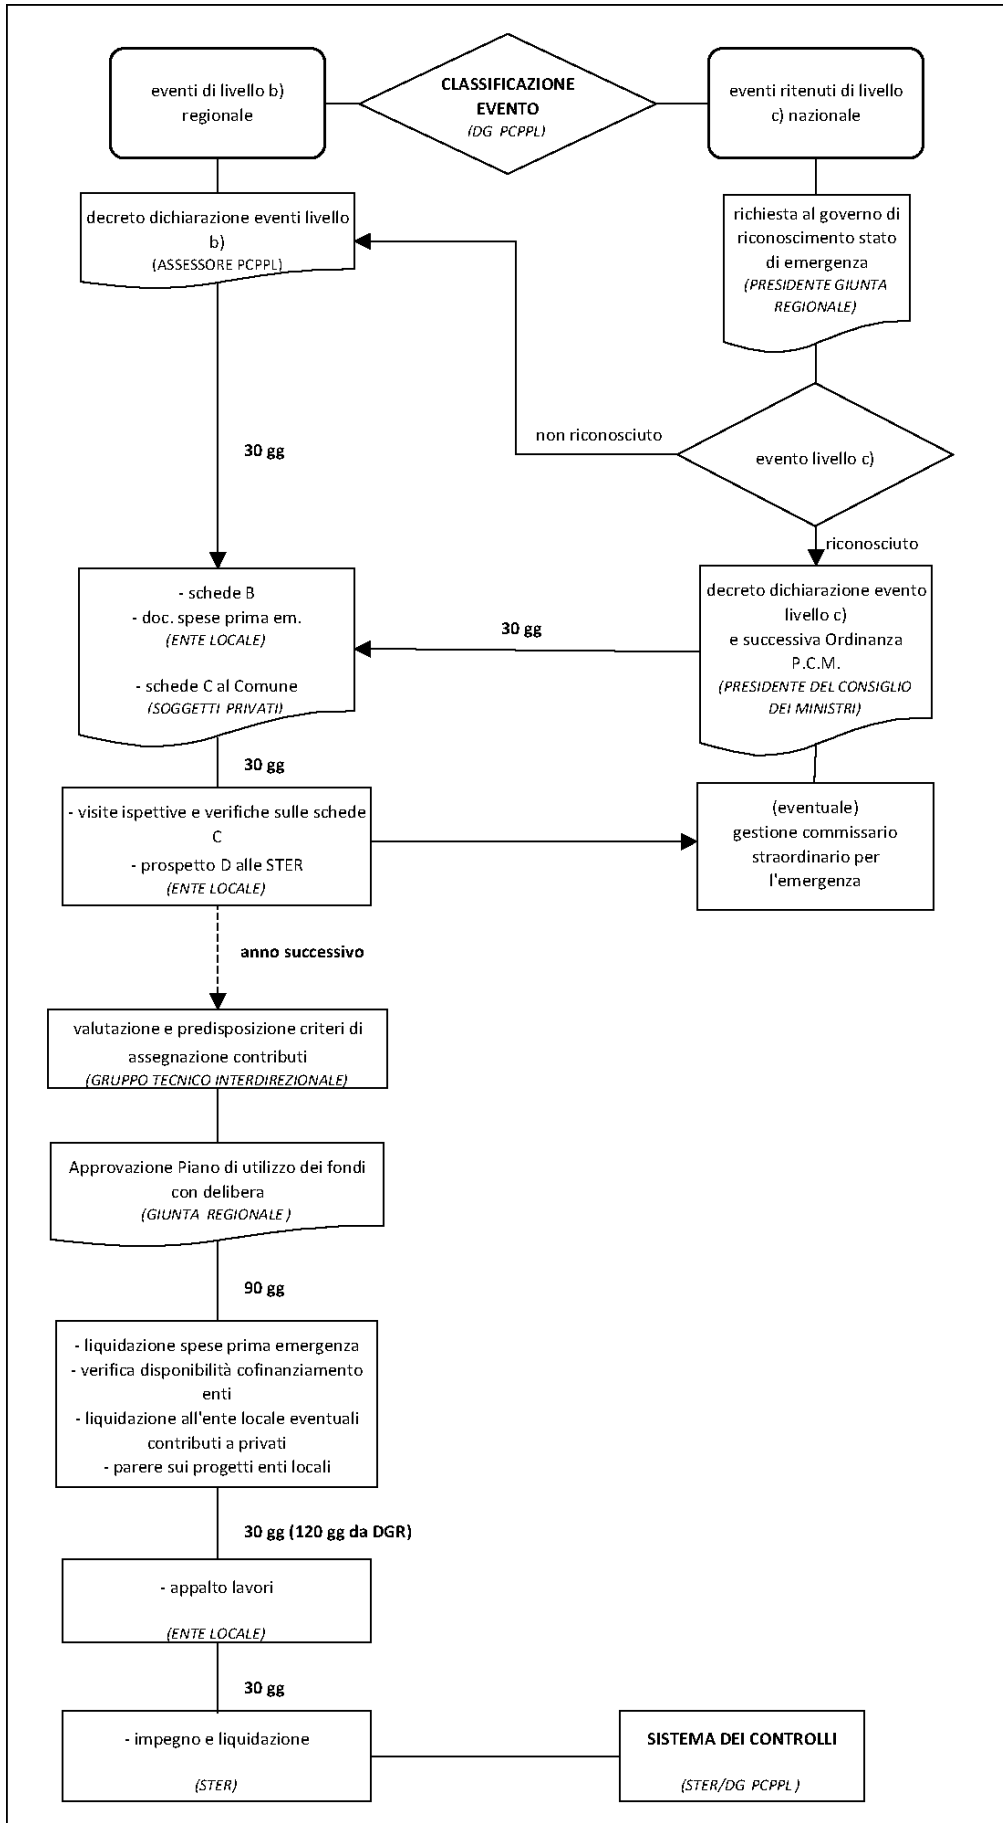 eventi di livello b)
regionale
CLASSIFICAZIONE
EVENTO
(DG PCPPL)
eventi ritenuti di livello
c) nazionale
decreto dichiarazione eventi livello
b)
(ASSESSORE PCPPL)
richiesta al governo di
riconoscimento stato
di emergenza
(PRESIDENTE GIUNTA
REGIONALE)
30 gg
non riconosciuto
evento livello c)
riconosciuto
- schede B
- doc. spese prima em.
(ENTE LOCALE)
- schede C al Comune
(SOGGETTI PRIVATI)
30 gg
decreto dichiarazione evento
livello c)
e successiva Ordinanza
P.C.M.
(PRESIDENTE DEL CONSIGLIO
DEI MINISTRI)
30 gg
- visite ispettive e verifiche sulle schede
C
- prospetto D alle STER
(ENTE LOCALE)
(eventuale)
gestione commissario
straordinario per
l'emergenza
anno successivo
valutazione e predisposizione criteri di
assegnazione contributi
(GRUPPO TECNICO INTERDIREZIONALE)
Approvazione Piano di utilizzo dei fondi
con delibera
(GIUNTA REGIONALE)
90 gg
- liquidazione spese prima emergenza
- verifica disponibilità cofinanziamento
enti
- liquidazione all'ente locale eventuali
contributi a privati
- parere sui progetti enti locali
30 gg (120 gg da DGR)
- appalto lavori
(ENTE LOCALE)
30 gg
- impegno e liquidazione
(STER)
SISTEMA DEI CONTROLLI
(STER/DG PCPPL)